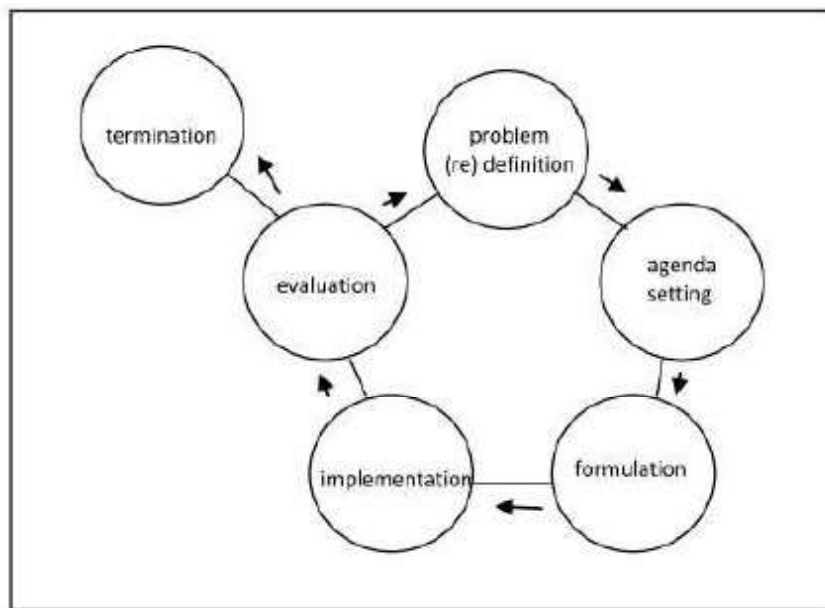 termination
problem
(re) definition
evaluation
agenda
setting
implementation
formulation